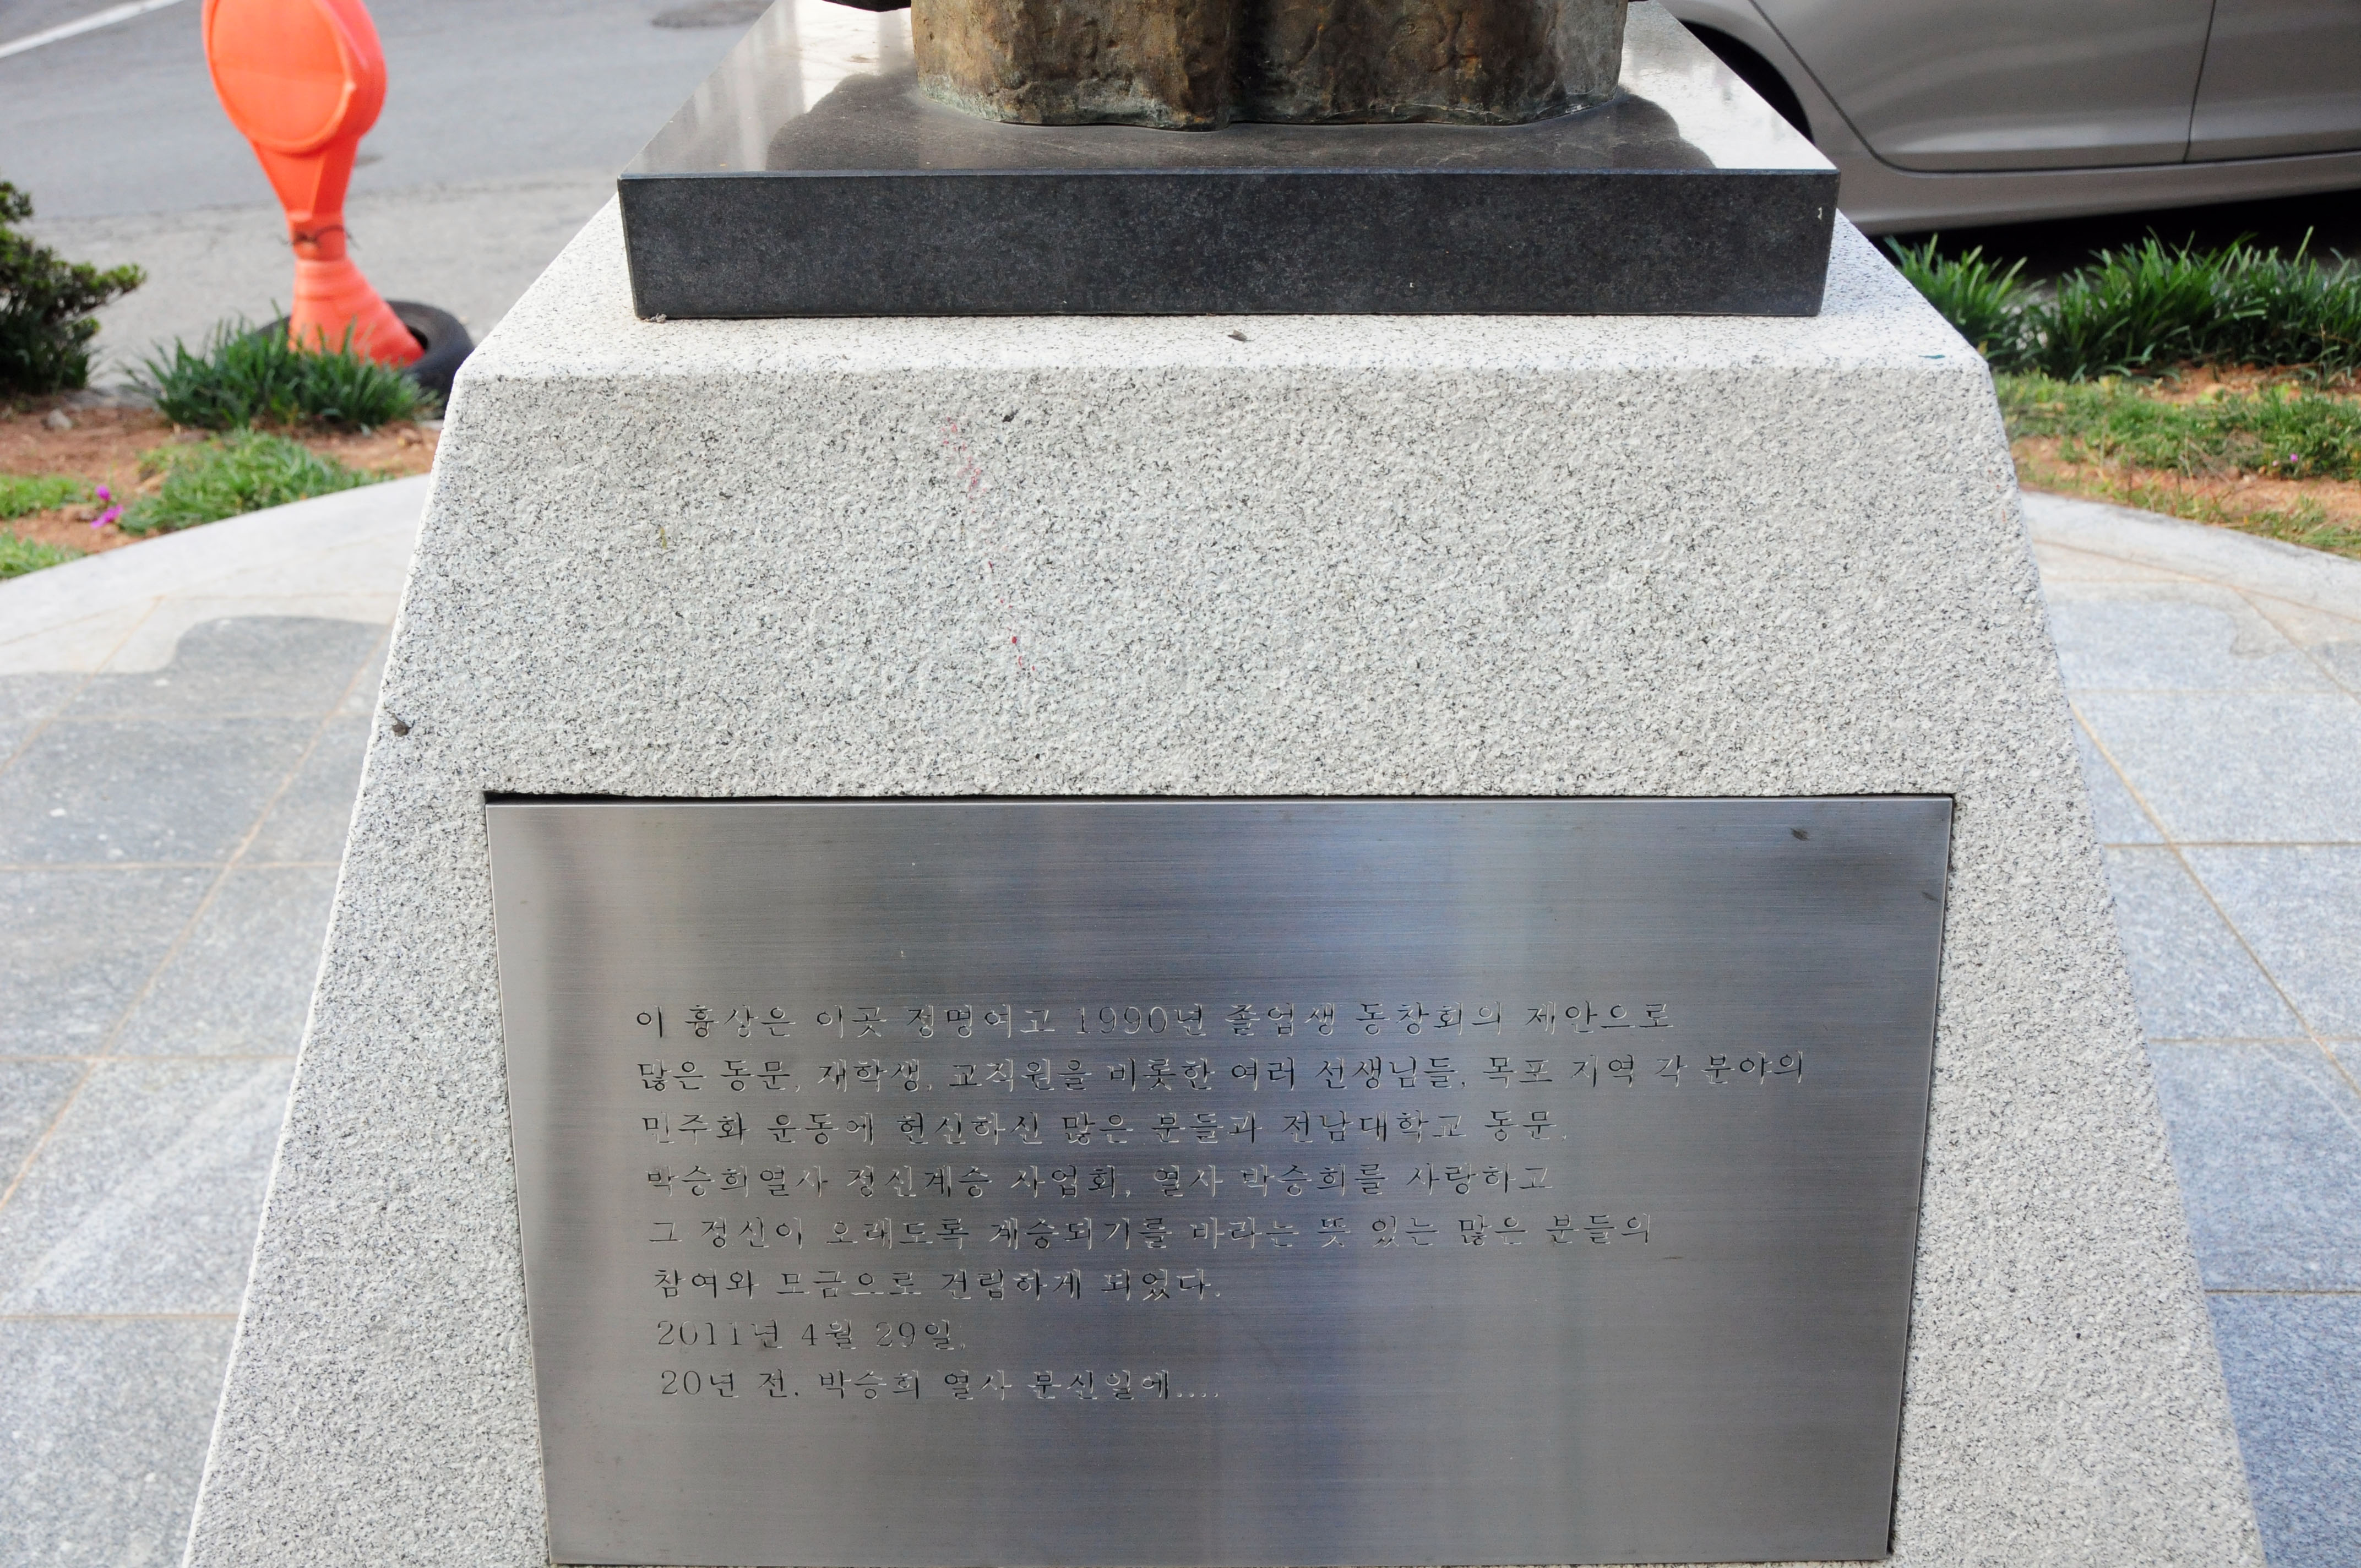 이 흉상은 이곳 정명여고 1990년 졸업생 동창회의 제안으로
많은 동문, 재학생, 교직원을 비롯한 여러 선생님들, 목포 지역 각 분야의
민주화 운동에 헌신하신 많은 분들과 전남대학교 동문,
박승희열사 정신계승 사업회, 열사 박승희를 사랑하고
그 정신이 오래도록 계승되기를 바라는 뜻 있는 많은 분들의
참여와 모금으로 건립하게 되었다.
2011년 4월 29일,
20년 전, 박승희 열사 분신일에....